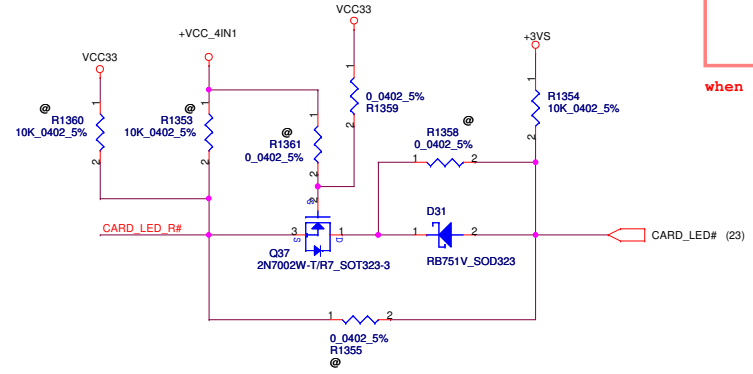 VCC33
+VCC_4IN1
VCC33
+3VS
when
@
R1360
10K_0402_5%
1
2
@
R1353
10K_0402_5%
1
2
@
R1361
0_0402_5%
1
2
1
0_0402_5%
R1359
2
@
R1358
0_0402_5%
1
2
1
R1354
10K_0402_5%
2
CARD_LED_R#
3
S
G
2
D
1
Q37
2N7002W-T/R7_SOT323-3
D31
1
2
RB751V_SOD323
CARD_LED# (23)
1
2
0_0402_5%
R1355
@